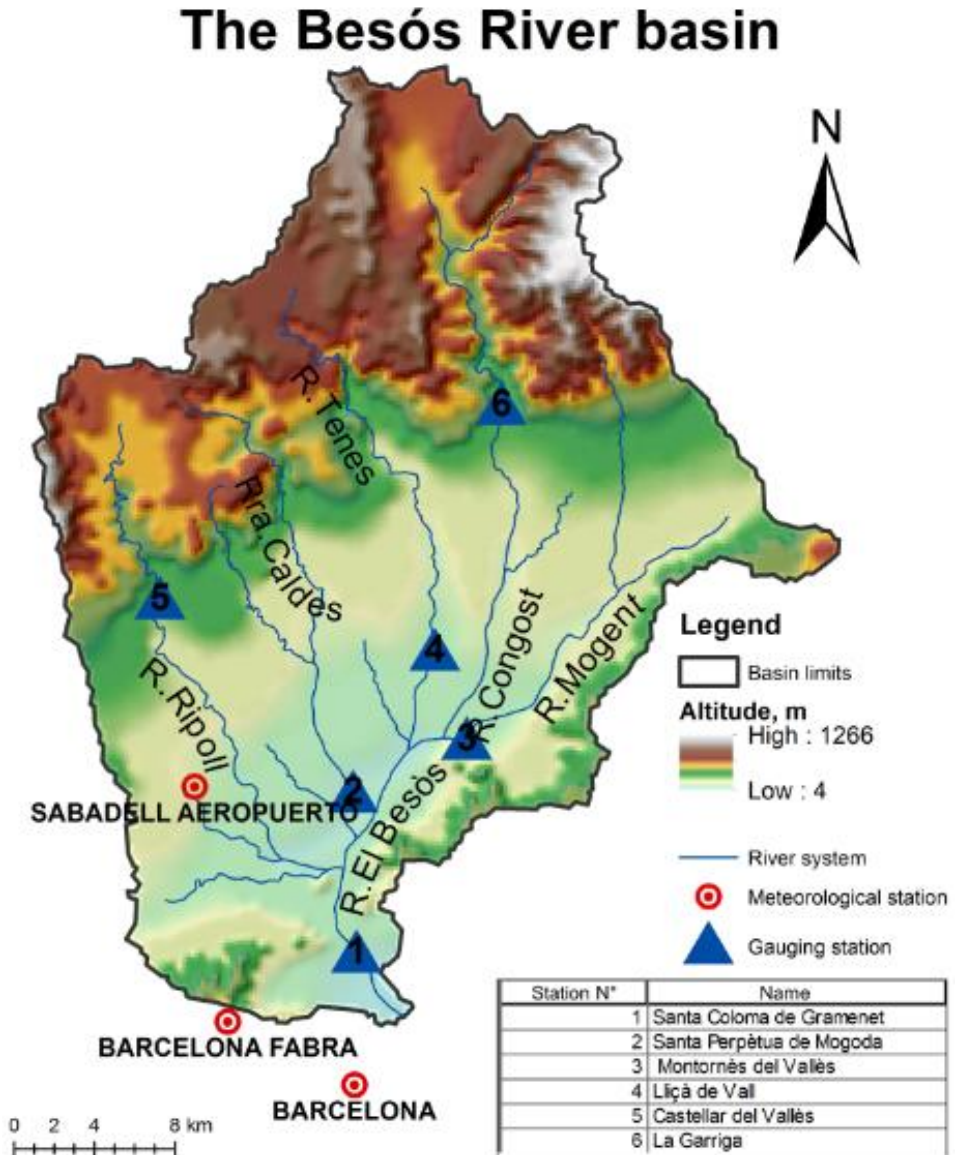 The Besós River basin
N
R.Tenes
6
Rra.Caldes
5
R.Congost
4
R.Mogent
R.Ripoll
3
2
SABADELL AEROPUERTO
R.El Besòs
1
BARCELONA FABRA
BARCELONA
0 2 4 8 km
Legend
Basin limits
Altitude, m
High : 1266
Low : 4
River system
Meteorological station
Gauging station
Station N° Name
1 Santa Coloma de Gramenet
2 Santa Perpètua de Mogoda
3 Montornès del Vallès
4 Lliçà de Vall
5 Castellar del Vallès
6 La Garriga